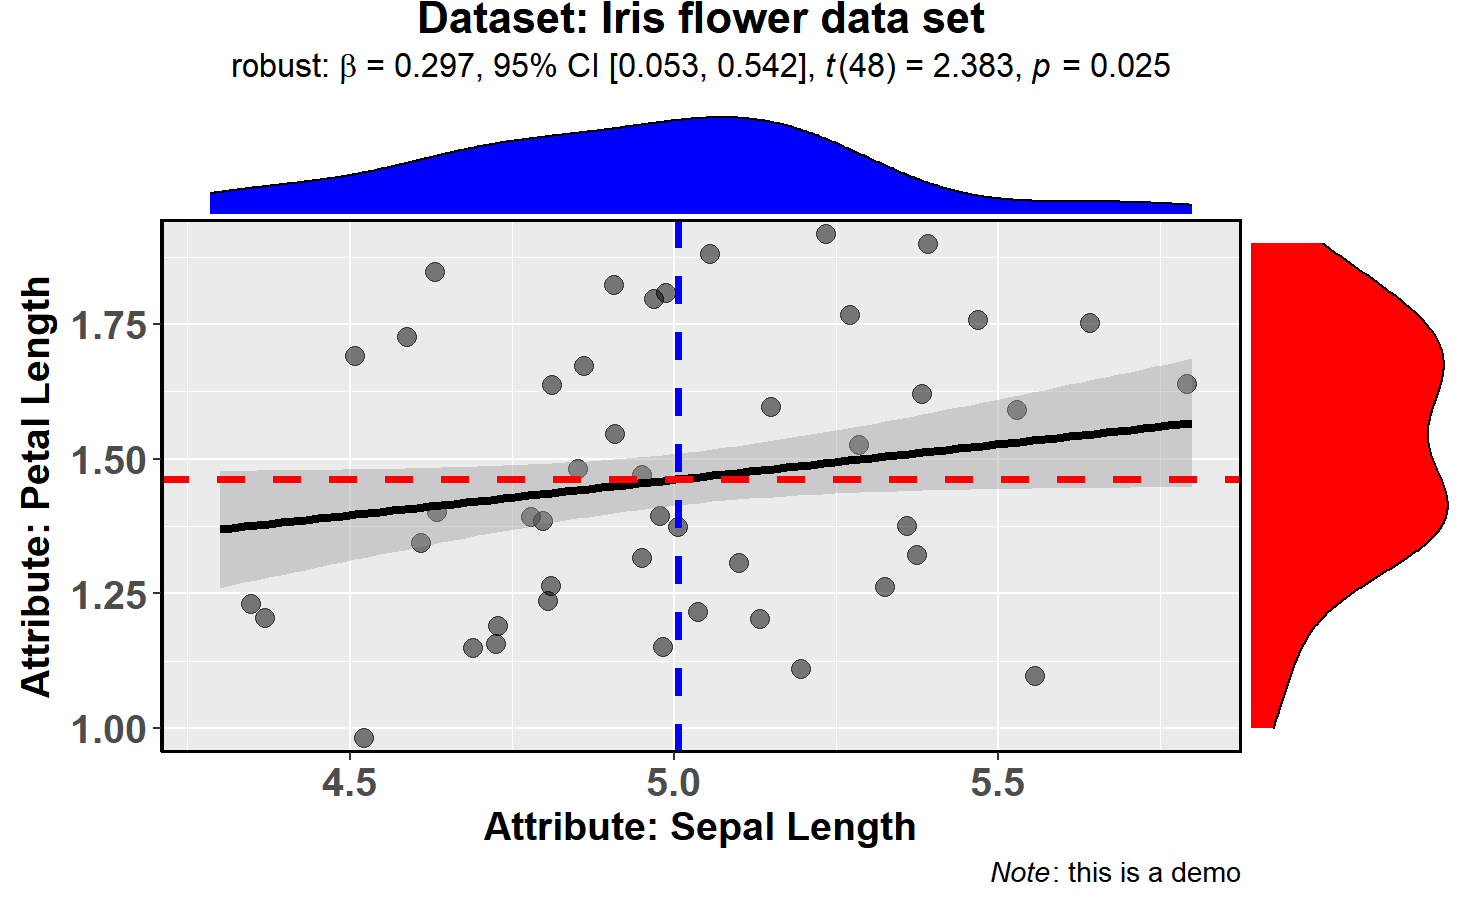 Dataset: Iris flower data set
robust: β = 0.297, 95% CI [0.053, 0.542], t(48) = 2.383, p = 0.025
Attribute: Petal Length
1.75
1.50
1.25
1.00
4.5 5.0 5.5
Attribute: Sepal Length
Note: this is a demo